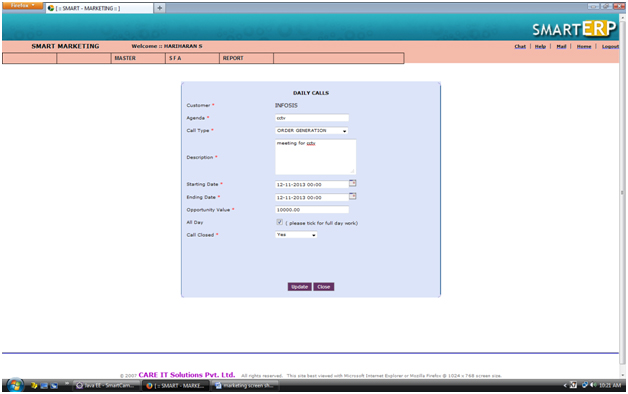 Firefox
[ :: SMART - MARKETING :: ]
+
SMARTERP
SMART MARKETING
Welcome :: HARIHARAN S
Chat | Help | Mail | Home | Logout
MASTER
S F A
REPORT
DAILY CALLS
Customer *
INFOSIS
Agenda *
Call Type *
ORDER GENERATION
Description *
meeting for
Starting Date *
12-11-2013 00:00
Ending Date *
12-11-2013 00:00
Opportunity Value *
10000.00
All Day
( please tick for full day work)
Call Closed *
Yes
Update
Close
© 2007 CARE IT Solutions Pvt. Ltd. All rights reserved. This site best viewed with Microsoft Internet Explorer or Mozilla Firefox @ 1024 x 768 screen size.
Java EE - SmartCam...
[ :: SMART - MARKE...
marketing screen sh...
10:21 AM